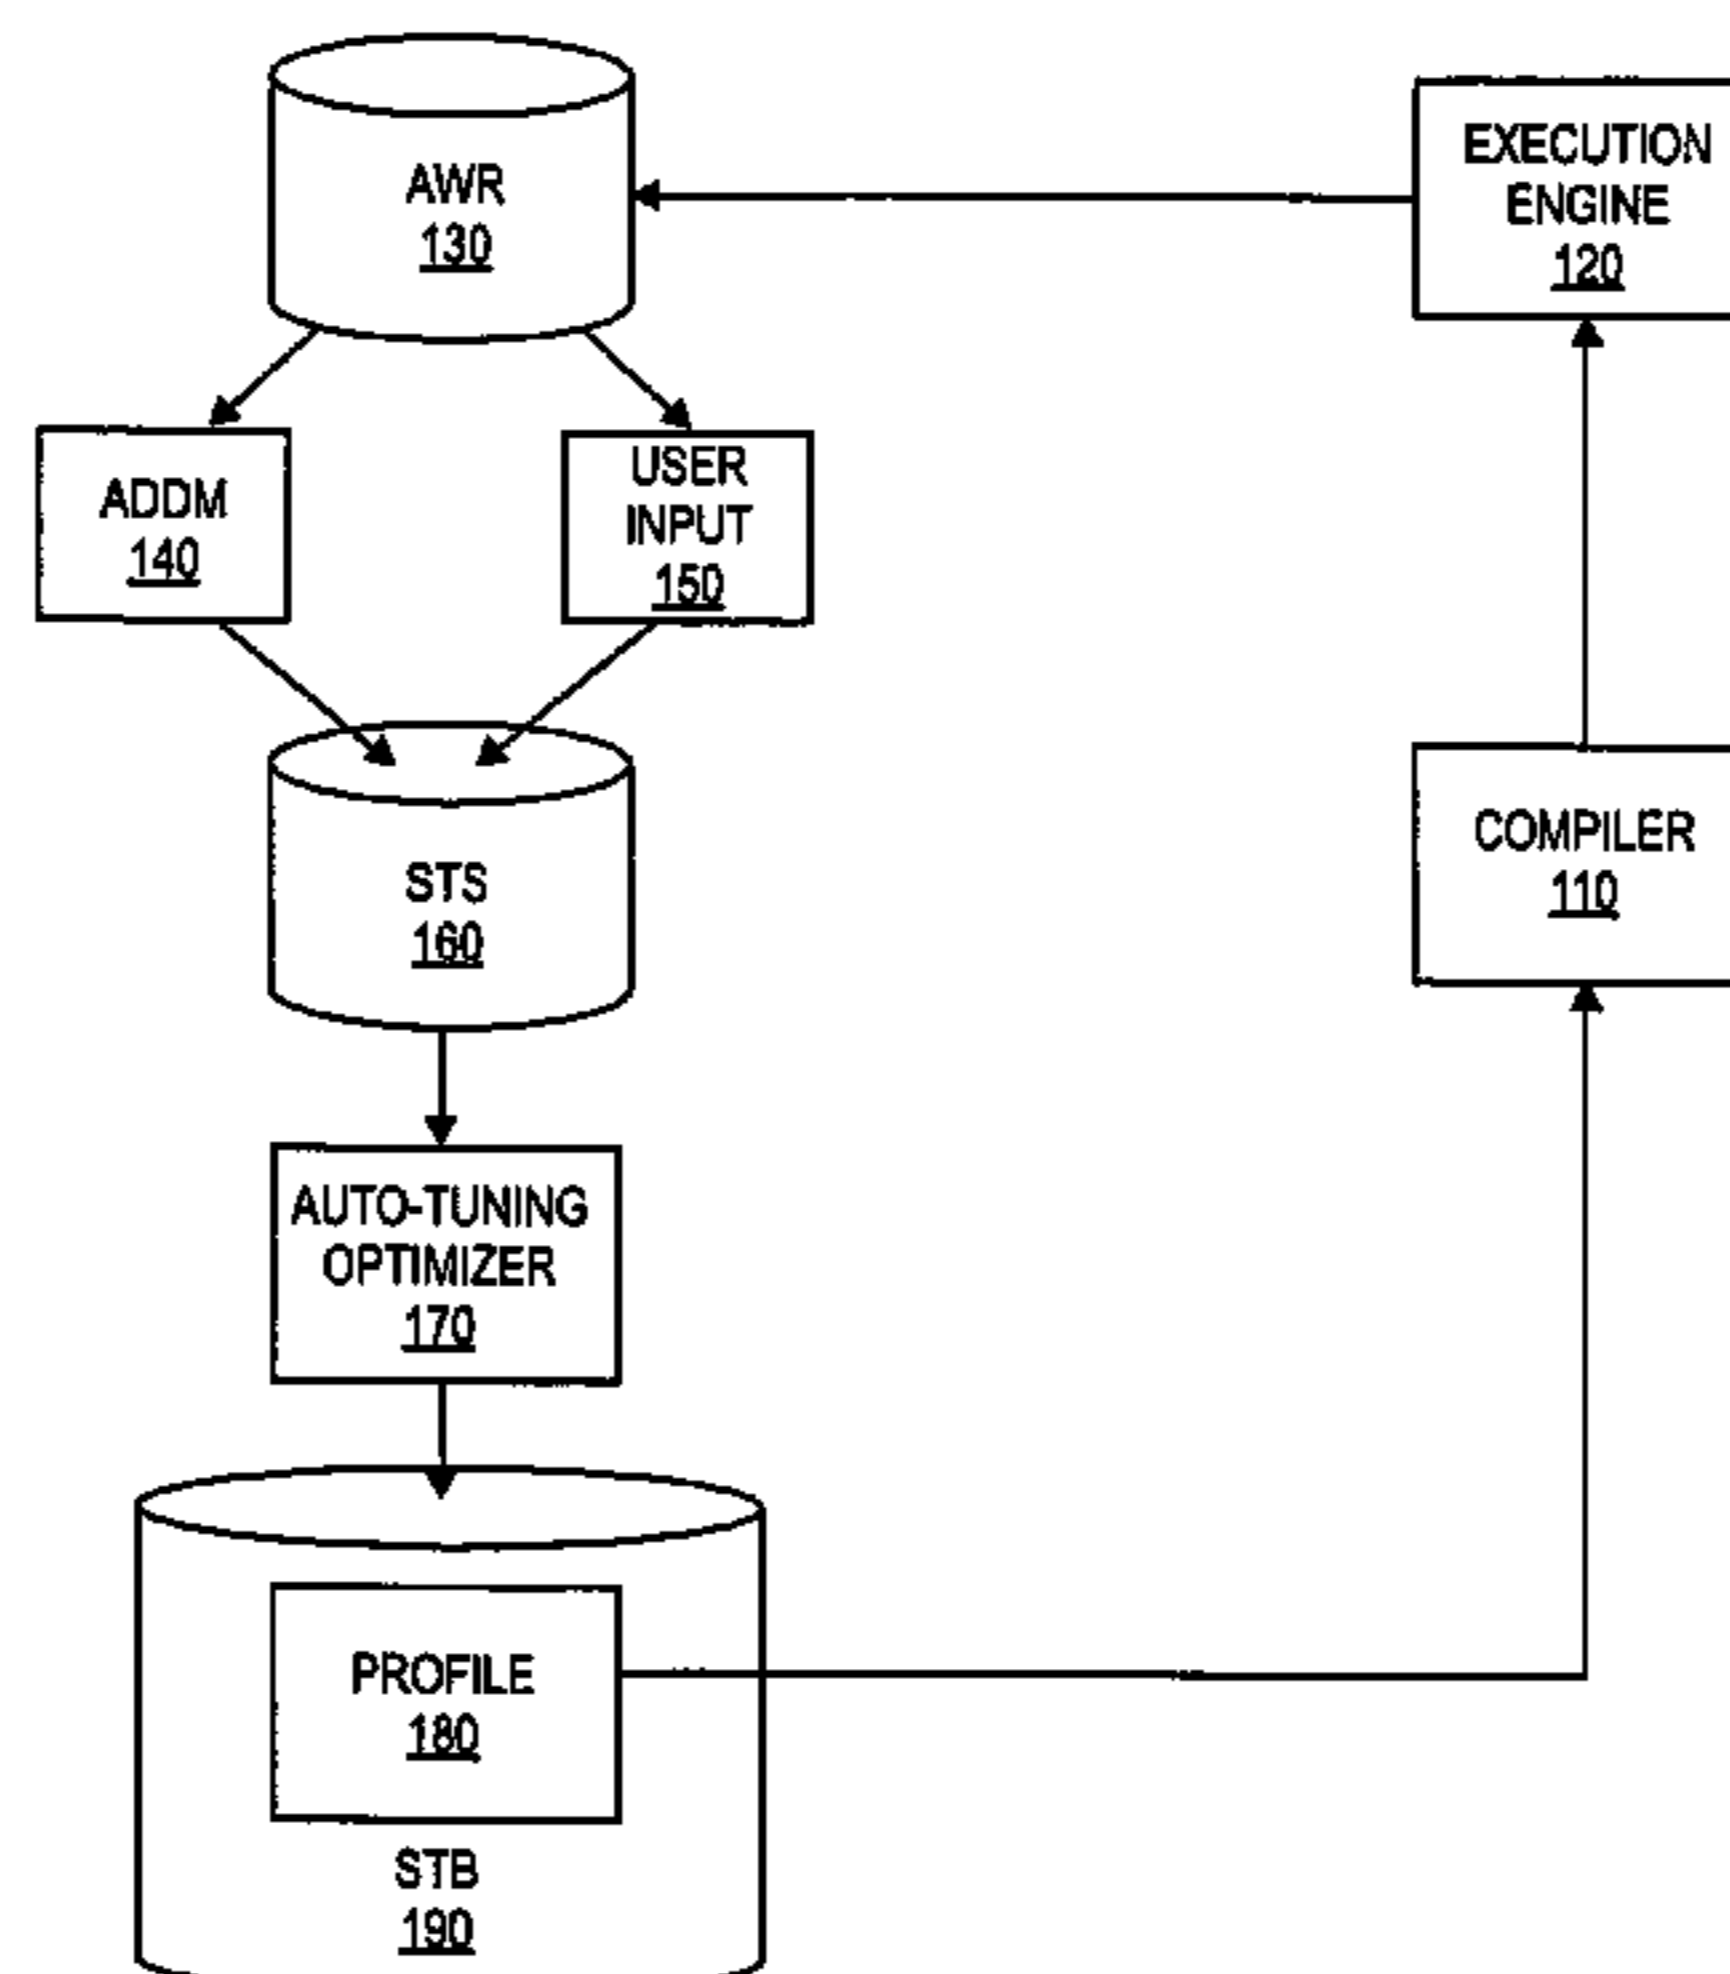 AWR
130
EXECUTION
ENGINE
120
ADDM
140
USER
INPUT
150
STS
160
COMPILER
110
AUTO-TUNING
OPTIMIZER
170
PROFILE
180
STB
190